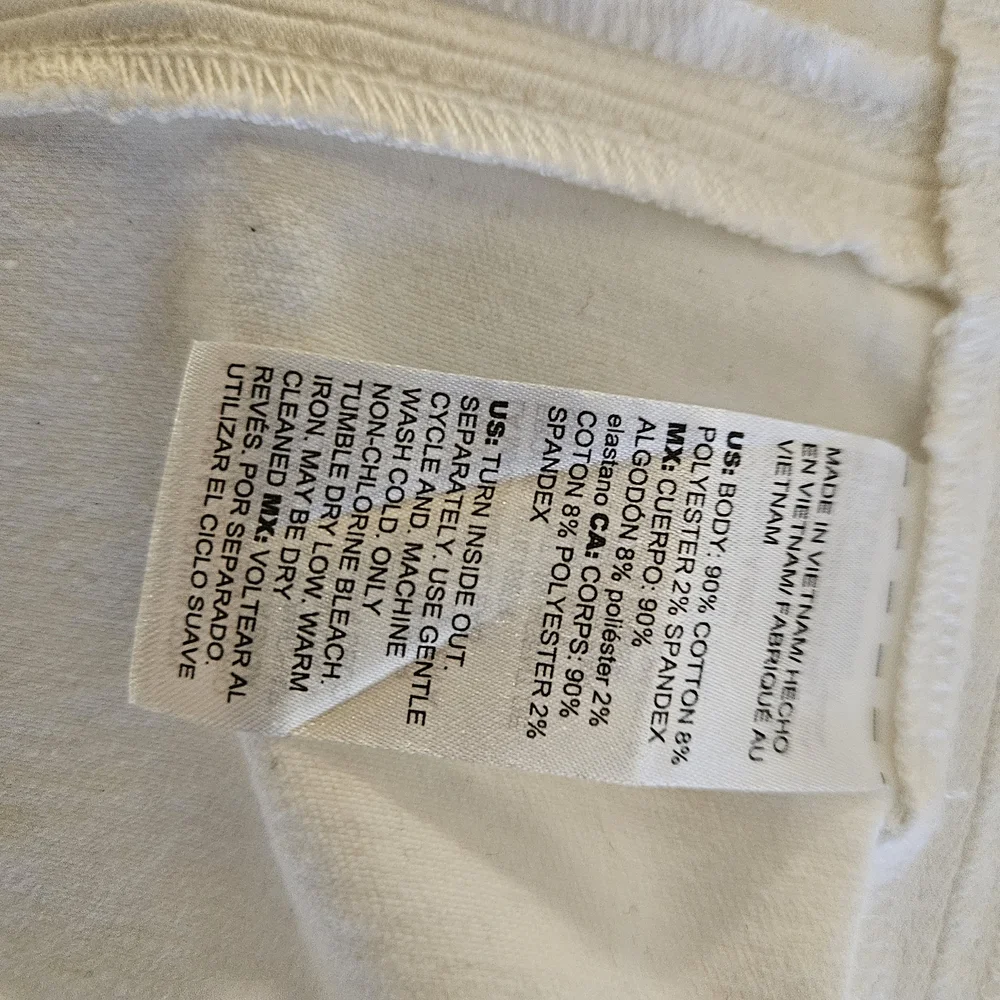 MADE IN VIETNAM/ HECHO
EN VIETNAM/ FABRIQUÉ AU
VIETNAM
US: BODY: 90% COTTON 8%
POLYESTER 2% SPANDEX
MX: CUERPO: 90%
ALGODÓN 8% poliéster 2%
elastano CA: CORPS: 90%
COTON 8% POLYESTER 2%
SPANDEX
US: TURN INSIDE OUT.
SEPARATELY. USE GENTLE
CYCLE AND. MACHINE
WASH COLD. ONLY
NON-CHLORINE BLEACH.
TUMBLE DRY LOW. WARM
IRON. MAY BE DRY
CLEANED MX: VOLTEAR AL
REVÉS. POR SEPARADO.
UTILIZAR EL CICLO SUAVE